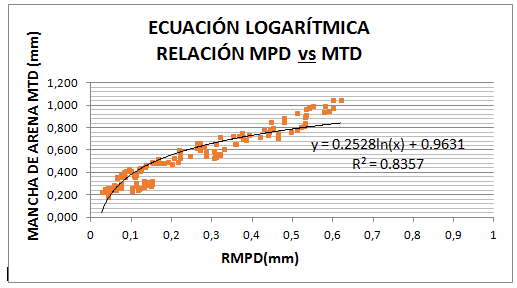 ECUACIÓN LOGARÍTMICA
RELACIÓN MPD vs MTD
MANCHA DE ARENA MTD (mm)
1,200
1,000
0,800
0,600
0,400
0,200
0,000
y = 0.2528ln(x) + 0.9631
R² = 0.8357
0 0,1 0,2 0,3 0,4 0,5 0,6 0,7 0,8 0,9 1
RMPD(mm)